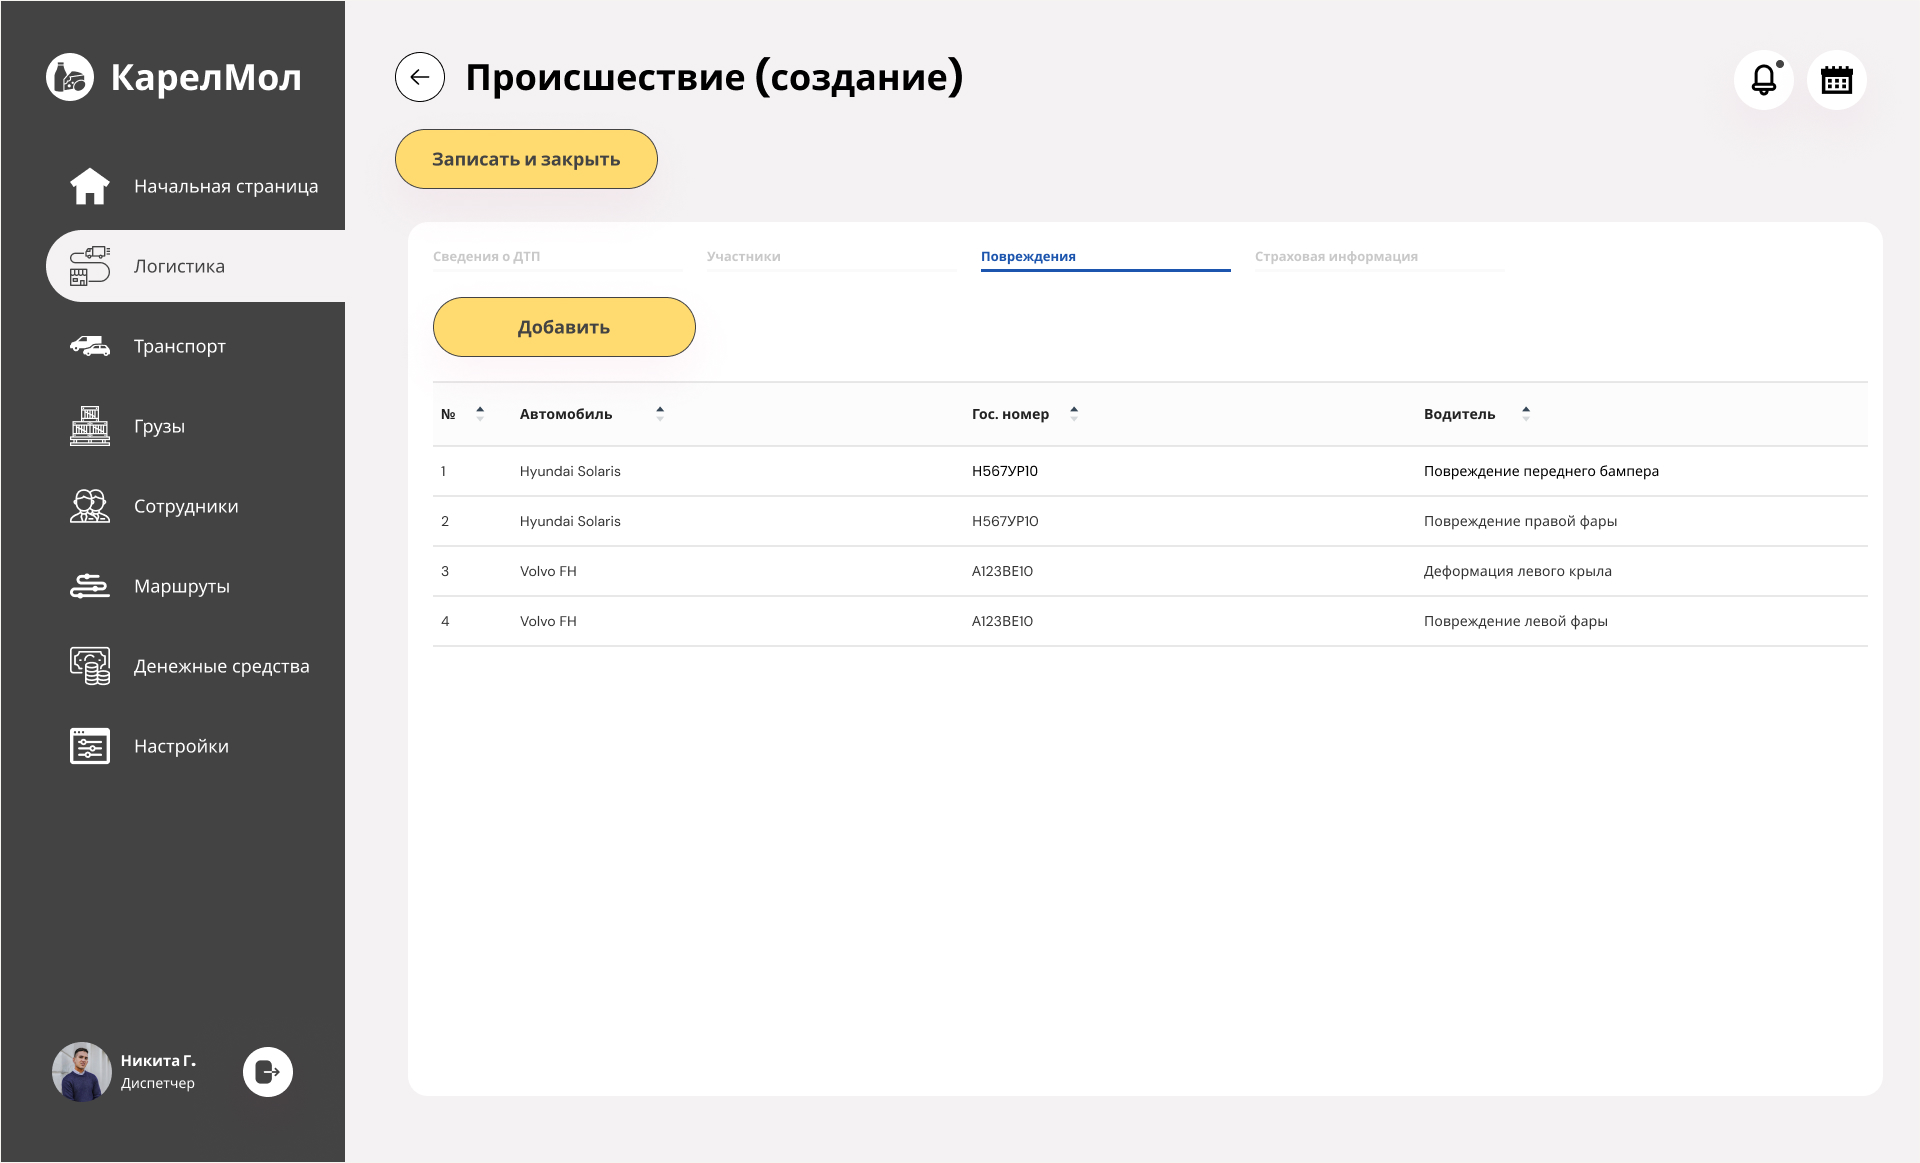 КарелМол
Происшествие (создание)
Записать и закрыть
Начальная страница
Логистика
Транспорт
Грузы
Сотрудники
Маршруты
Денежные средства
Настройки
Никита Г.
Диспетчер
Сведения о ДТП Участники Повреждения Страховая информация
Добавить
№ Автомобиль Гос. номер Водитель
1 Hyundai Solaris Н567УР10 Повреждение переднего бампера
2 Hyundai Solaris Н567УР10 Повреждение правой фары
3 Volvo FH А123ВЕ10 Деформация левого крыла
4 Volvo FH А123ВЕ10 Повреждение левой фары